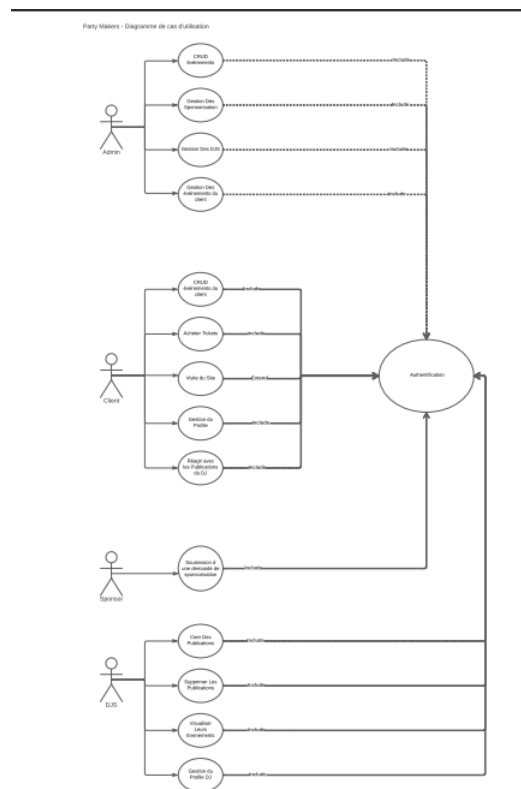 Party Makers - Diagramme de cas d'utilisation
CRUD
événements
Include
Gestion Des
Sponsorisation
Include
Admin
Gestion Des DJS
Include
Gestion Des
événements du
client
Include
CRUD
événements du
client
Include
Acheter Tickets
Include
Client
Visite du Site
Extend
Authentification
Gestion du
Profile
Include
Réagir avec
les Publications
du DJ
Include
Sponsor
Soumission d
une demande de
sponsorisation
Include
Des
Publications
Include
Supprimer Les
Publications
Include
DJS
Visualiser
Leurs
Evenements
Include
Gestion du
Profile DJ
Include